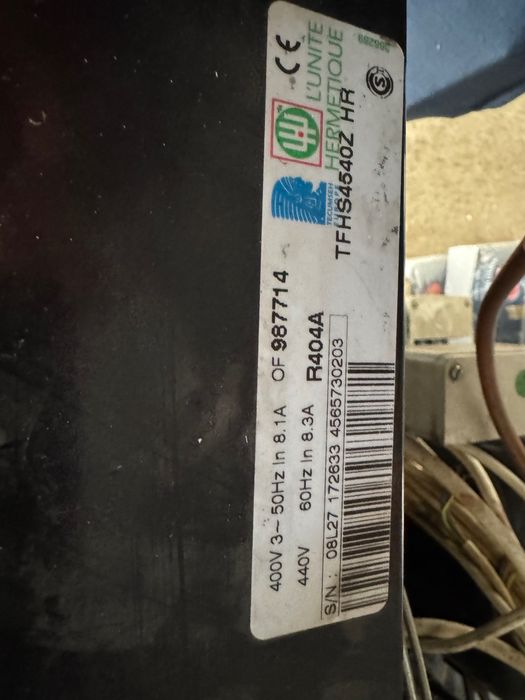 CE
L'UNITE
HERMETIQUE
TECUMSEH
EUROPE
TFHS4540Z HR
400V 3~ 50Hz In 8.1A OF 987714
440V 60Hz In 8.3A R404A
S/N : 08L27 172633 4565730203